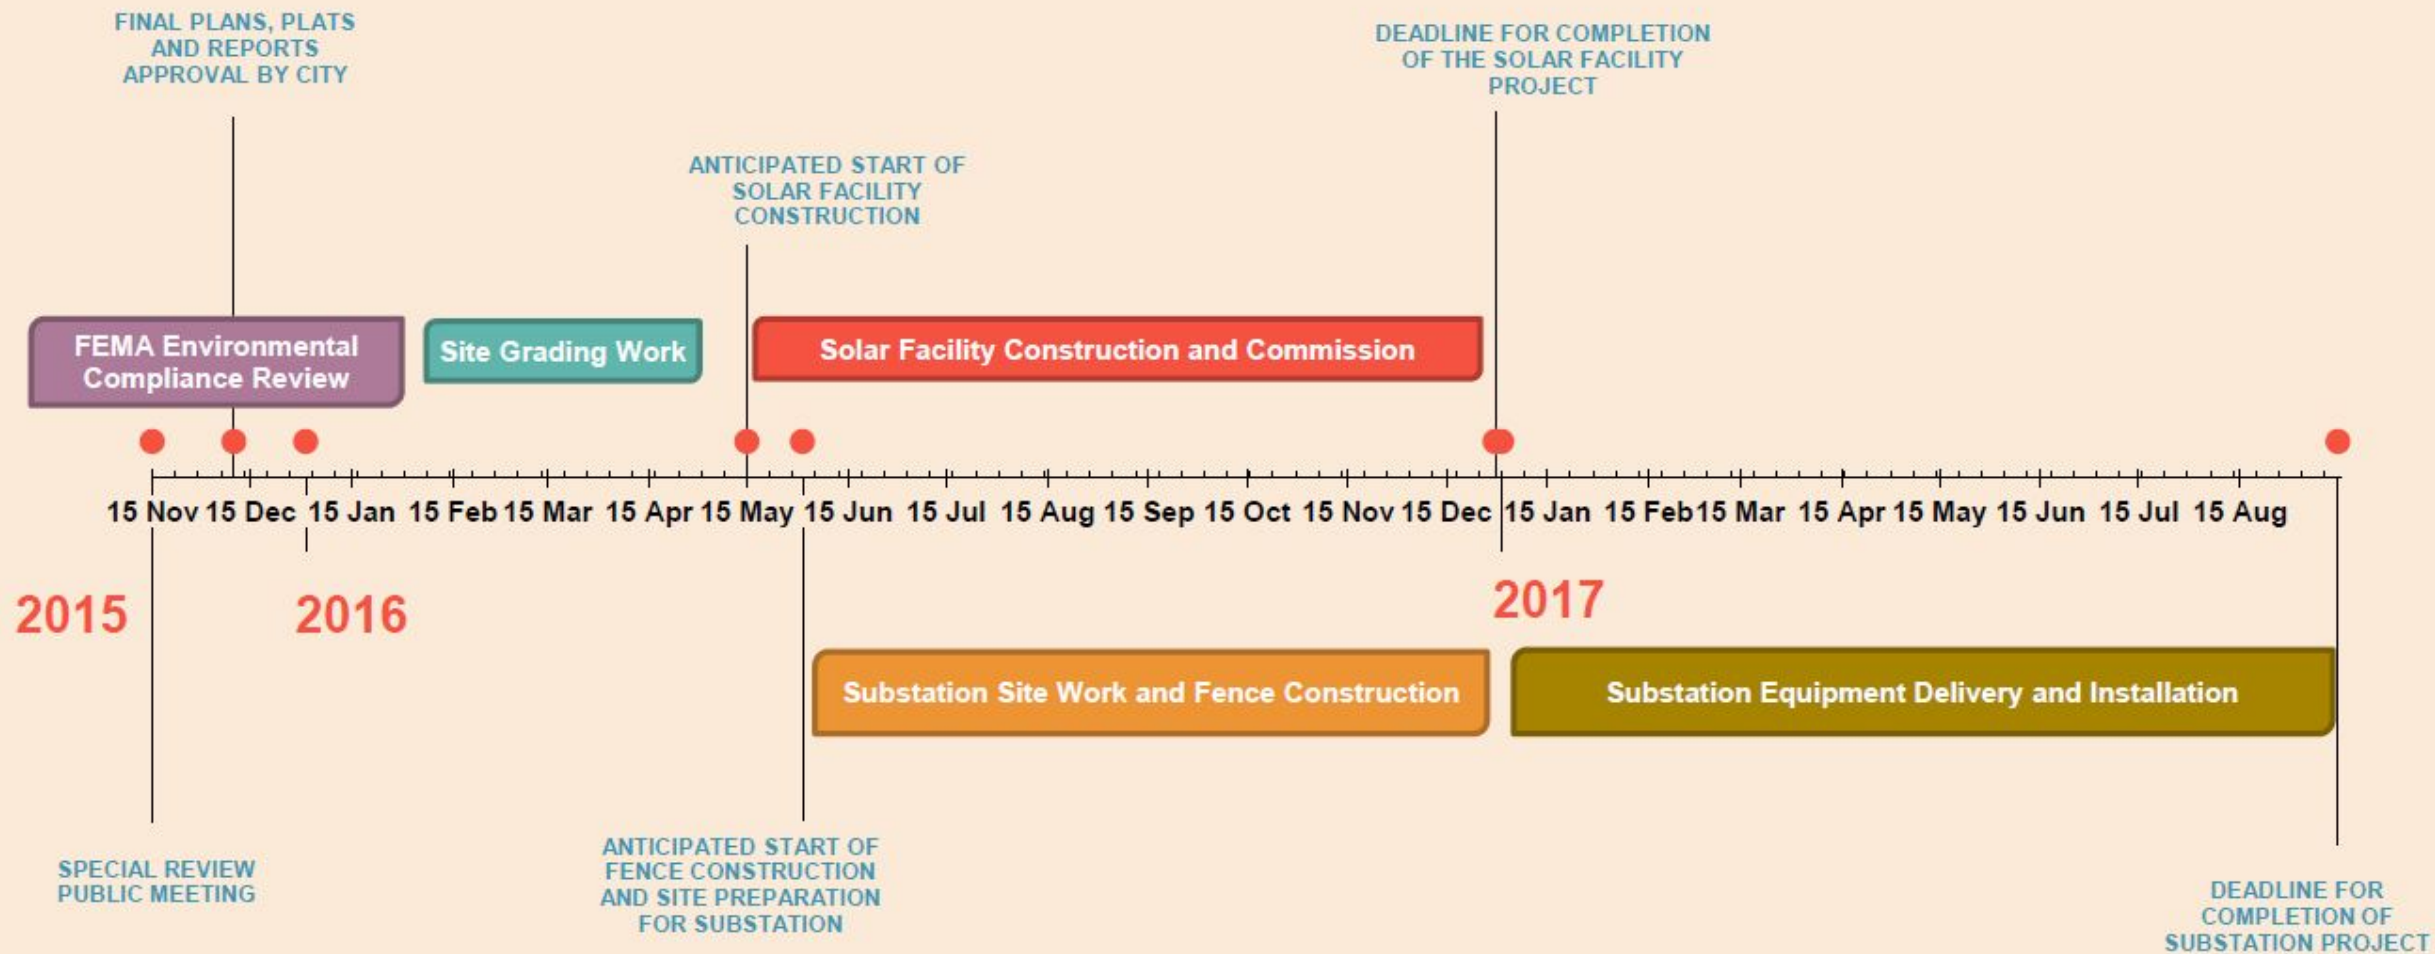 FINAL PLANS, PLATS
AND REPORTS
APPROVAL BY CITY
DEADLINE FOR COMPLETION
OF THE SOLAR FACILITY
PROJECT
ANTICIPATED START OF
SOLAR FACILITY
CONSTRUCTION
FEMA Environmental
Compliance Review
Site Grading Work
Solar Facility Construction and Commission
15 Nov 15 Dec 15 Jan 15 Feb 15 Mar 15 Apr 15 May 15 Jun 15 Jul 15 Aug 15 Sep 15 Oct 15 Nov 15 Dec 15 Jan 15 Feb 15 Mar 15 Apr 15 May 15 Jun 15 Jul 15 Aug
2015 2016 2017
Substation Site Work and Fence Construction
Substation Equipment Delivery and Installation
SPECIAL REVIEW
PUBLIC MEETING
ANTICIPATED START OF
FENCE CONSTRUCTION
AND SITE PREPARATION
FOR SUBSTATION
DEADLINE FOR
COMPLETION OF
SUBSTATION PROJECT